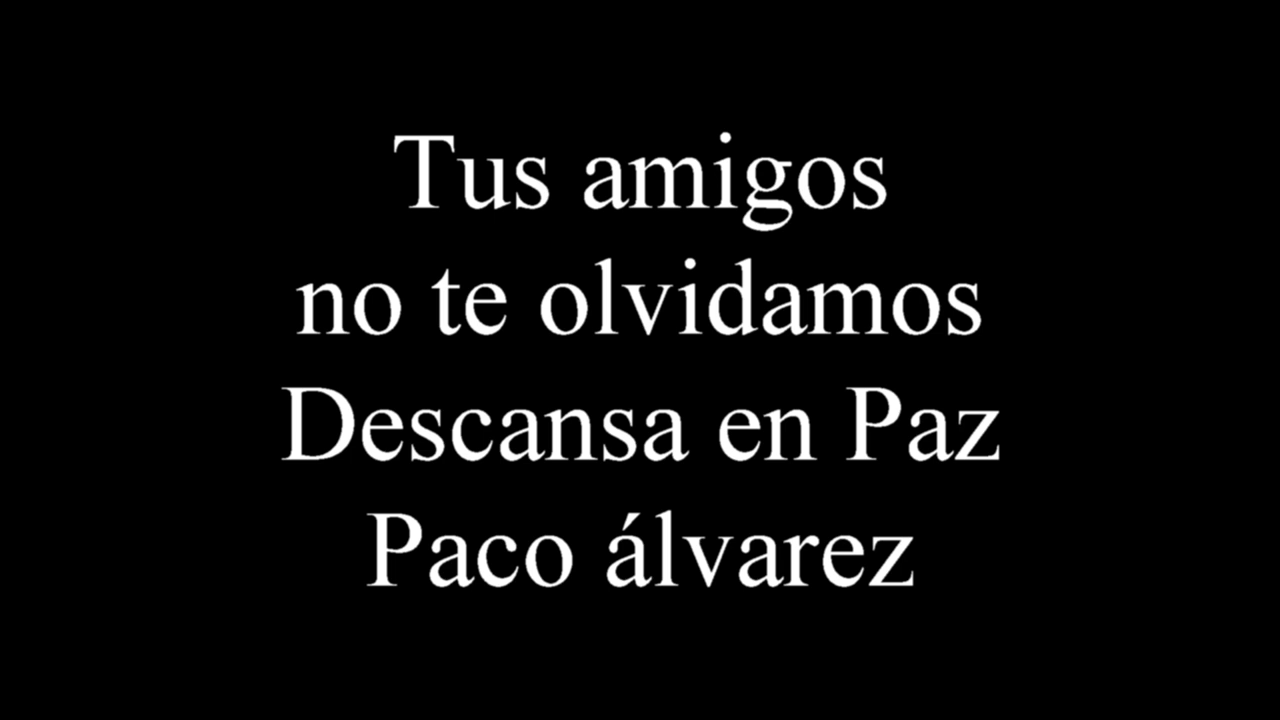 Tus amigos
no te olvidamos
Descansa en Paz
Paco álvarez